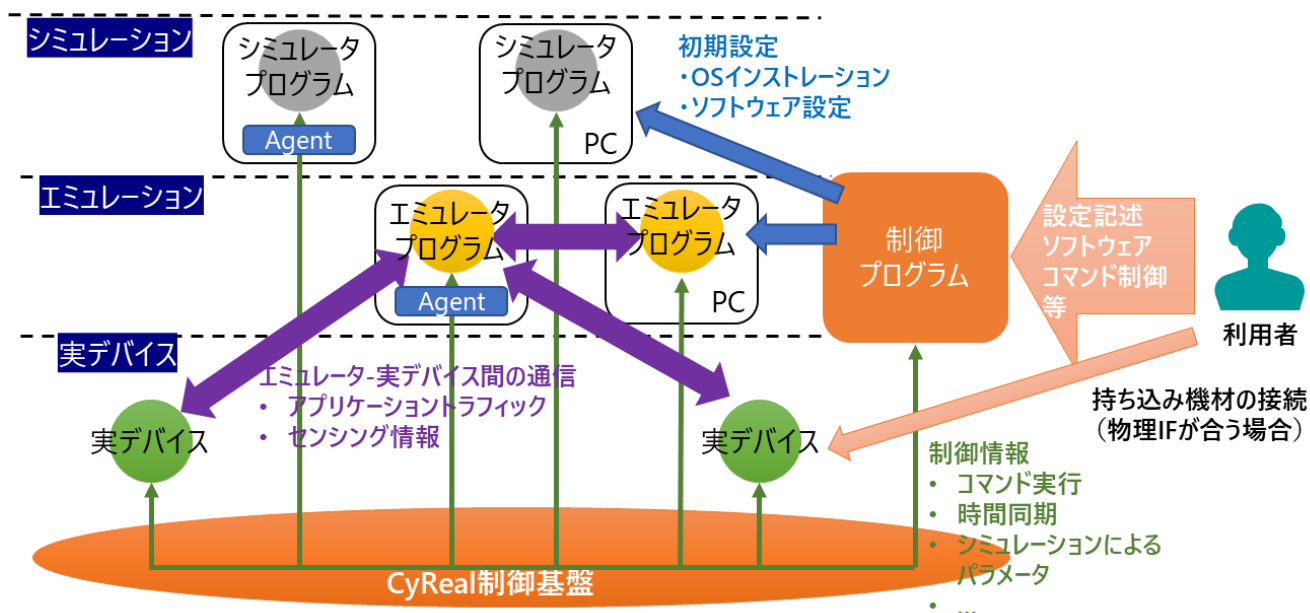 シミュレーション
シミュレータ
プログラム
Agent
シミュレータ
プログラム
PC
初期設定
・OSインストレーション
・ソフトウェア設定
エミュレーション
エミュレータ
プログラム
Agent
エミュレータ
プログラム
PC
制御
プログラム
設定記述
ソフトウェア
コマンド制御
等
利用者
実デバイス
エミュレータ-実デバイス間の通信
• アプリケーショントラフィック
• センシング情報
実デバイス
実デバイス
持ち込み機材の接続
（物理IFが合う場合）
制御情報
• コマンド実行
• 時間同期
• シミュレーションによる
パラメータ
• ...
CyReal制御基盤